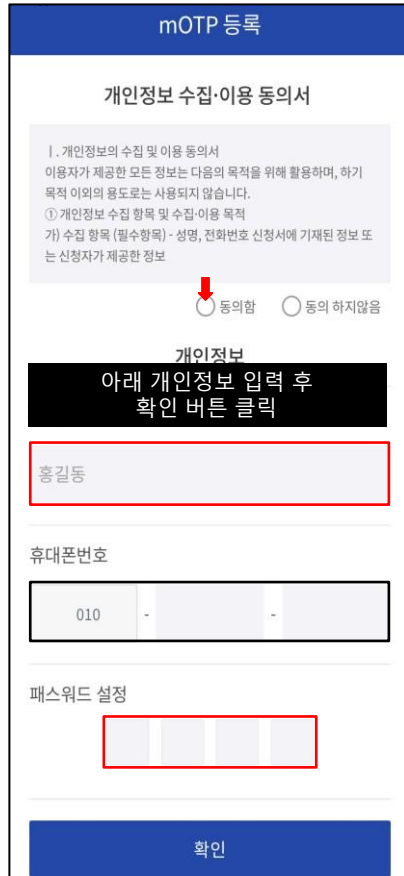 mOTP 등록
개인정보 수집·이용 동의서
Ⅰ. 개인정보의 수집 및 이용 동의서
이용자가 제공한 모든 정보는 다음의 목적을 위해 활용하며, 하기
목적 이외의 용도로는 사용되지 않습니다.
① 개인정보 수집 항목 및 수집·이용 목적
가) 수집 항목 (필수항목) - 성명, 전화번호 신청서에 기재된 정보 또
는 신청자가 제공한 정보
동의함 동의 하지않음
개인정보
아래 개인정보 입력 후
확인 버튼 클릭
홍길동
휴대폰번호
010 - -
패스워드 설정
확인